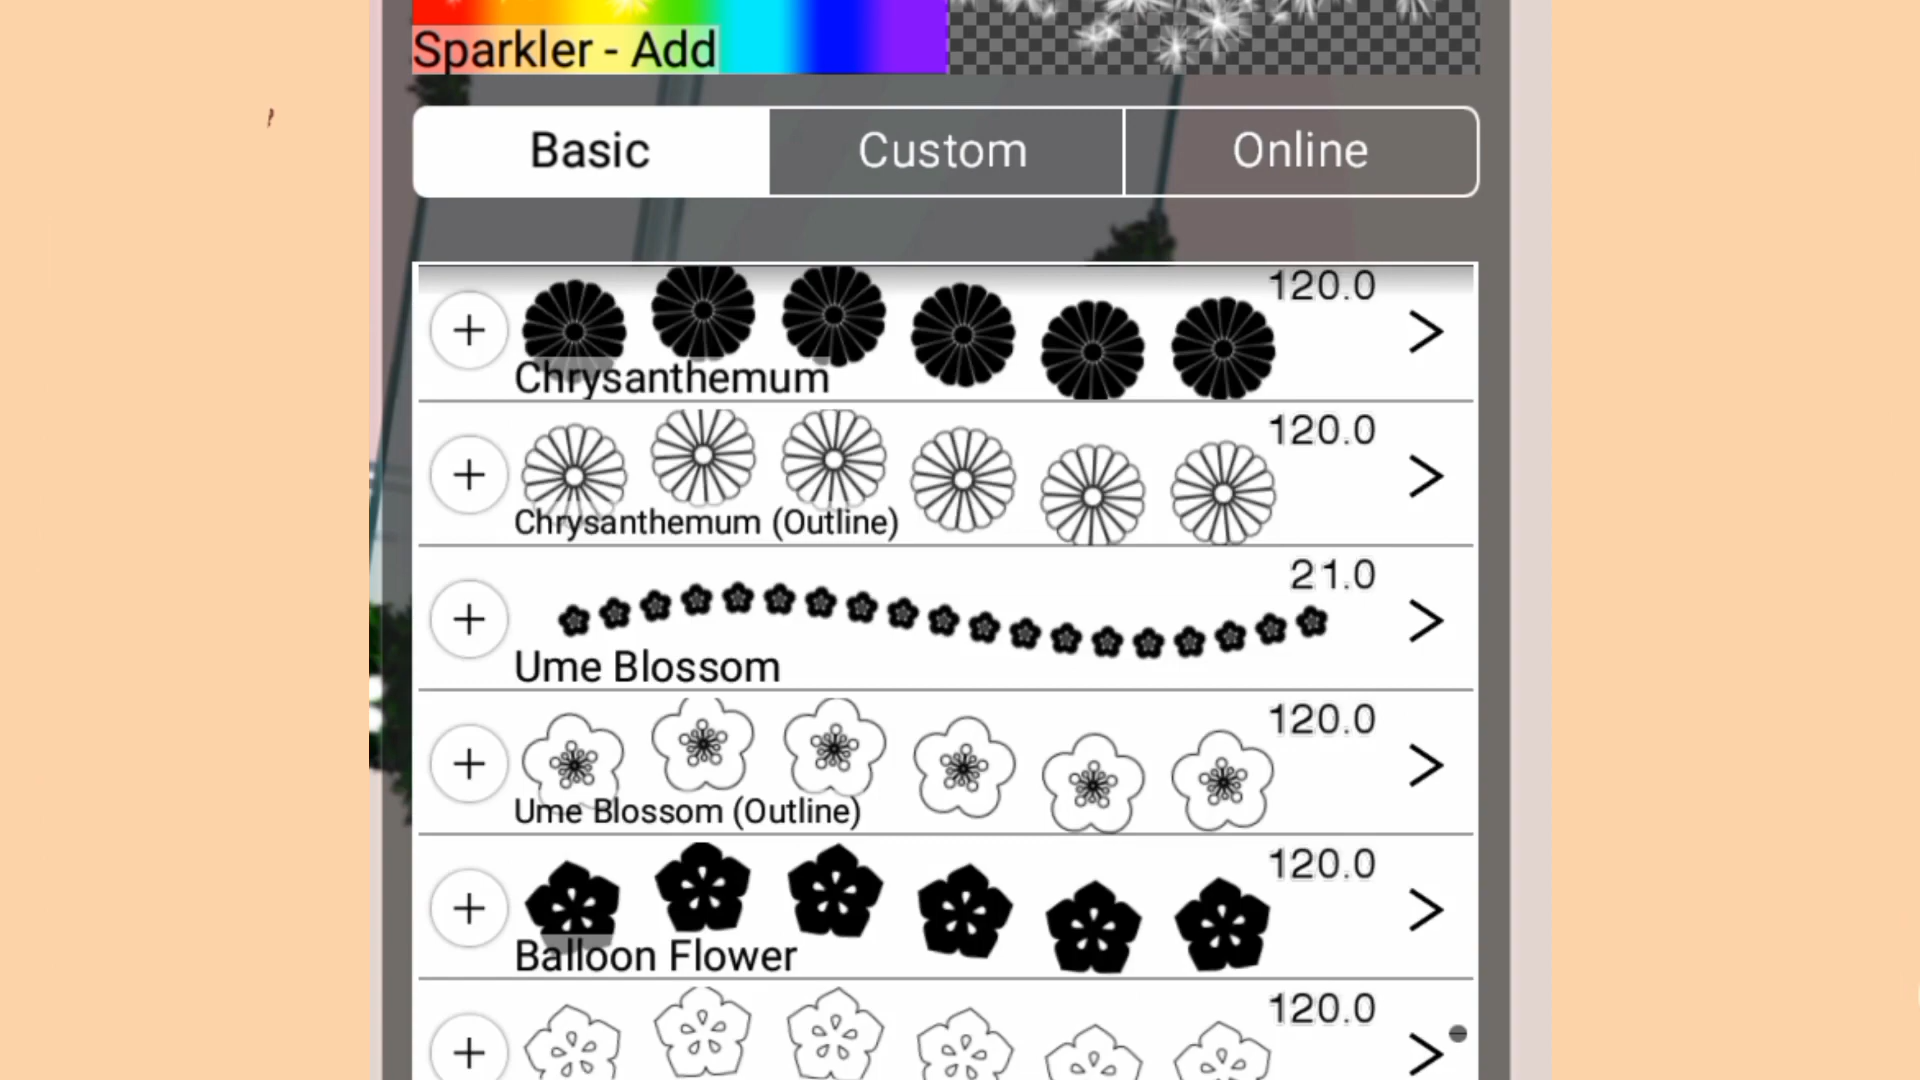 Sparkler - Add
Basic
Custom
Online
120.0
Chrysanthemum
120.0
Chrysanthemum (Outline)
21.0
Ume Blossom
120.0
Ume Blossom (Outline)
120.0
Balloon Flower
120.0